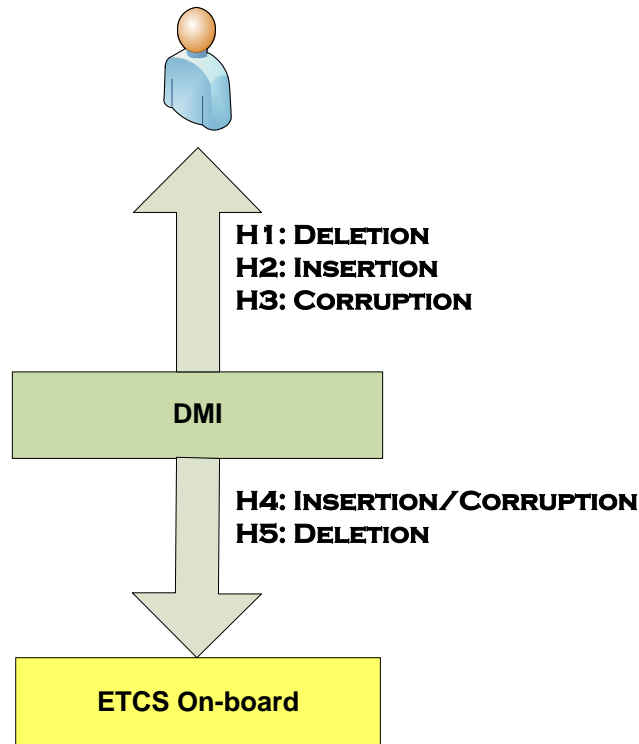 H1: DELETION
H2: INSERTION
H3: CORRUPTION
DMI
H4: INSERTION/CORRUPTION
H5: DELETION
ETCS On-board